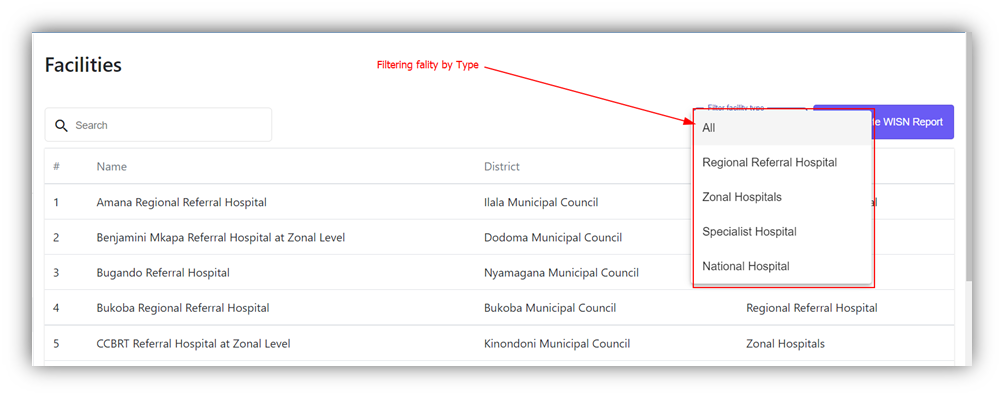 Facilities
Filtering fality by Type
Search
Filter facility type
WISN Report
All
Regional Referral Hospital
Zonal Hospitals
Specialist Hospital
National Hospital
# Name District
1 Amana Regional Referral Hospital Ilala Municipal Council
2 Benjamini Mkapa Referral Hospital at Zonal Level Dodoma Municipal Council
3 Bugando Referral Hospital Nyamagana Municipal Council
4 Bukoba Regional Referral Hospital Bukoba Municipal Council Regional Referral Hospital
5 CCBRT Referral Hospital at Zonal Level Kinondoni Municipal Council Zonal Hospitals